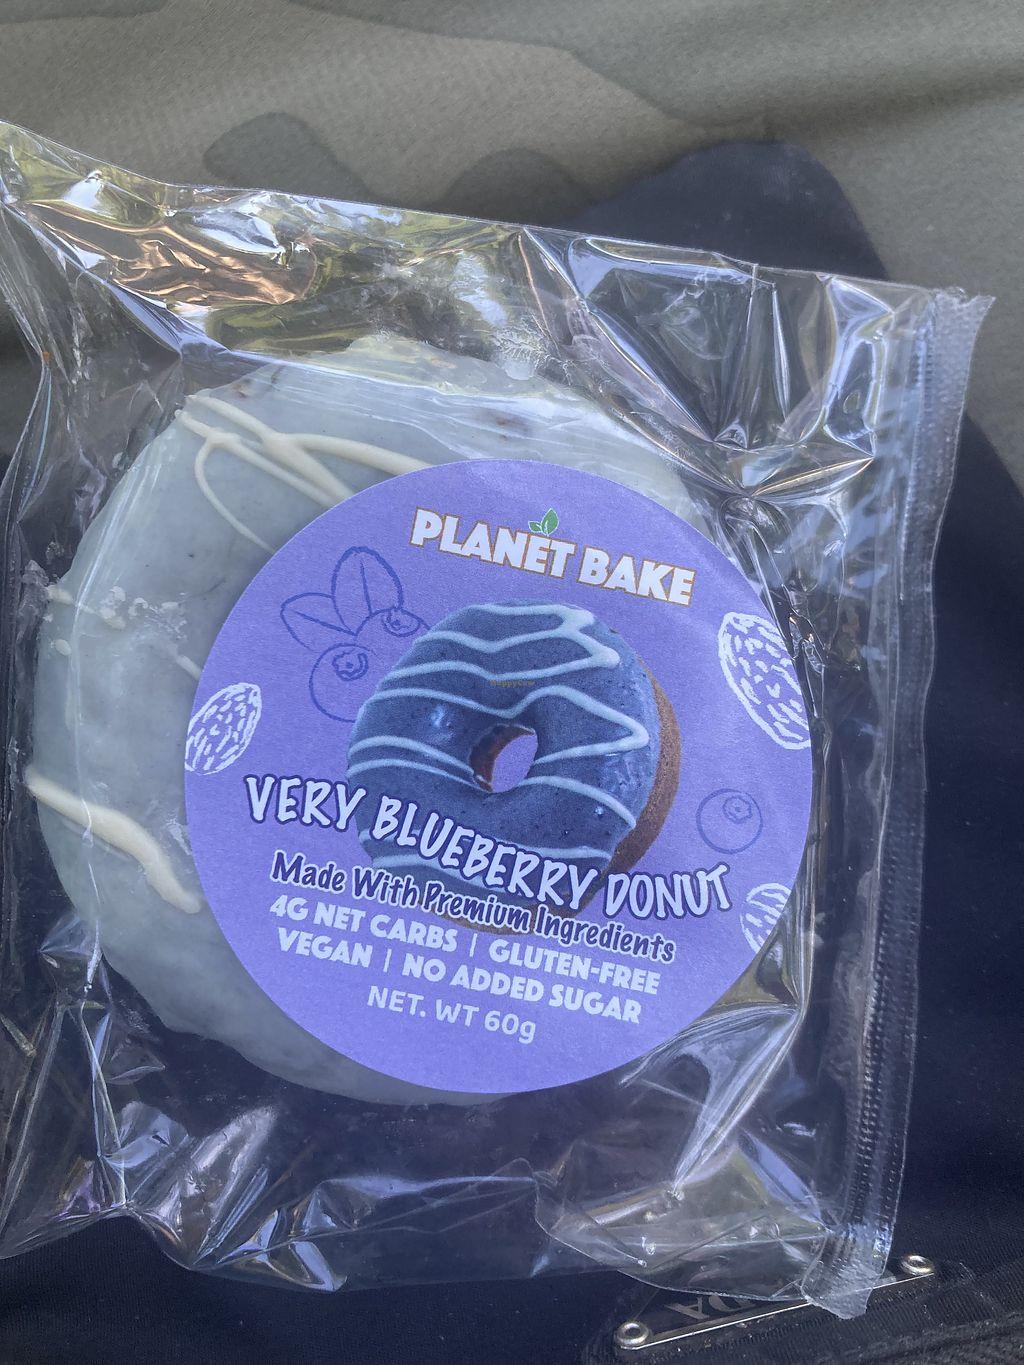 PLANET BAKE
HappyCow
VERY BLUEBERRY DONUT
Made With Premium Ingredients
4G NET CARBS | GLUTEN-FREE
VEGAN | NO ADDED SUGAR
NET. WT 60g